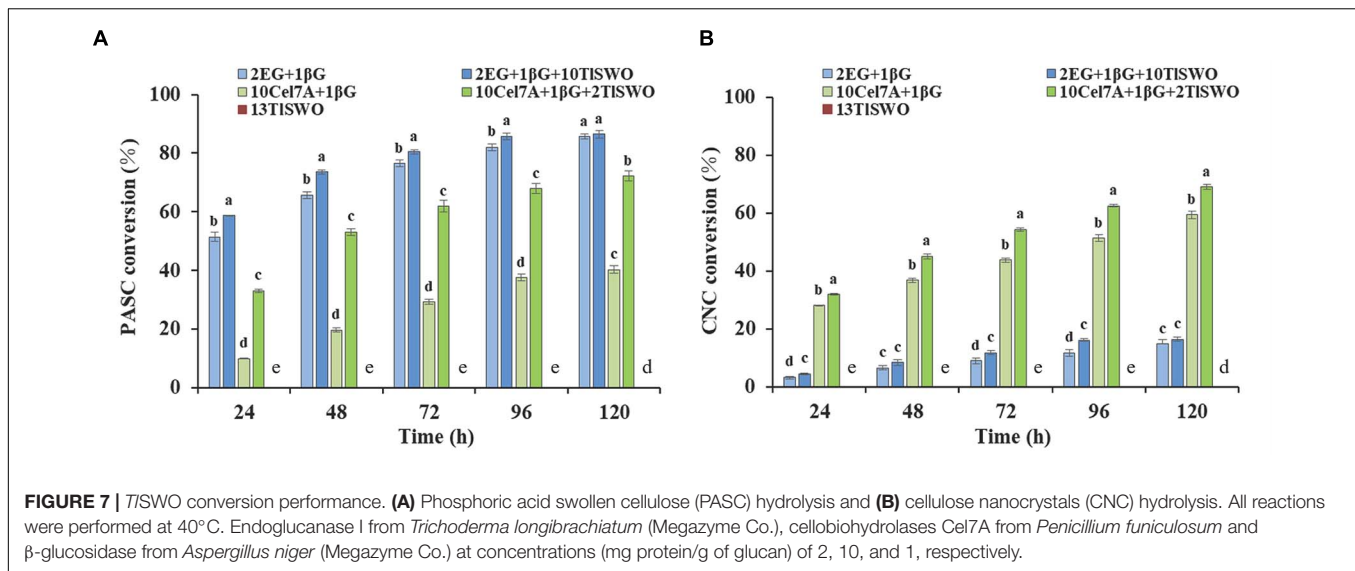 A
2EG+1βG 2EG+1βG+10TlSWO
10Cel7A+1βG 10Cel7A+1βG+2TlSWO
13TlSWO
PASC conversion (%)
100
80
60
40
20
0
b a c d e
b a d c e
b a d c e
b a d c e
a a c b d
24 48 72 96 120
Time (h)
B
2EG+1βG 2EG+1βG+10TlSWO
10Cel7A+1βG 10Cel7A+1βG+2TlSWO
13TlSWO
CNC conversion (%)
100
80
60
40
20
0
d c b a e
c c b a e
d c b a e
d c b a e
c c b a d
24 48 72 96 120
Time (h)
FIGURE 7 | TlSWO conversion performance. (A) Phosphoric acid swollen cellulose (PASC) hydrolysis and (B) cellulose nanocrystals (CNC) hydrolysis. All reactions
were performed at 40°C. Endoglucanase I from Trichoderma longibrachiatum (Megazyme Co.), cellobiohydrolases Cel7A from Penicillium funiculosum and
β-glucosidase from Aspergillus niger (Megazyme Co.) at concentrations (mg protein/g of glucan) of 2, 10, and 1, respectively.